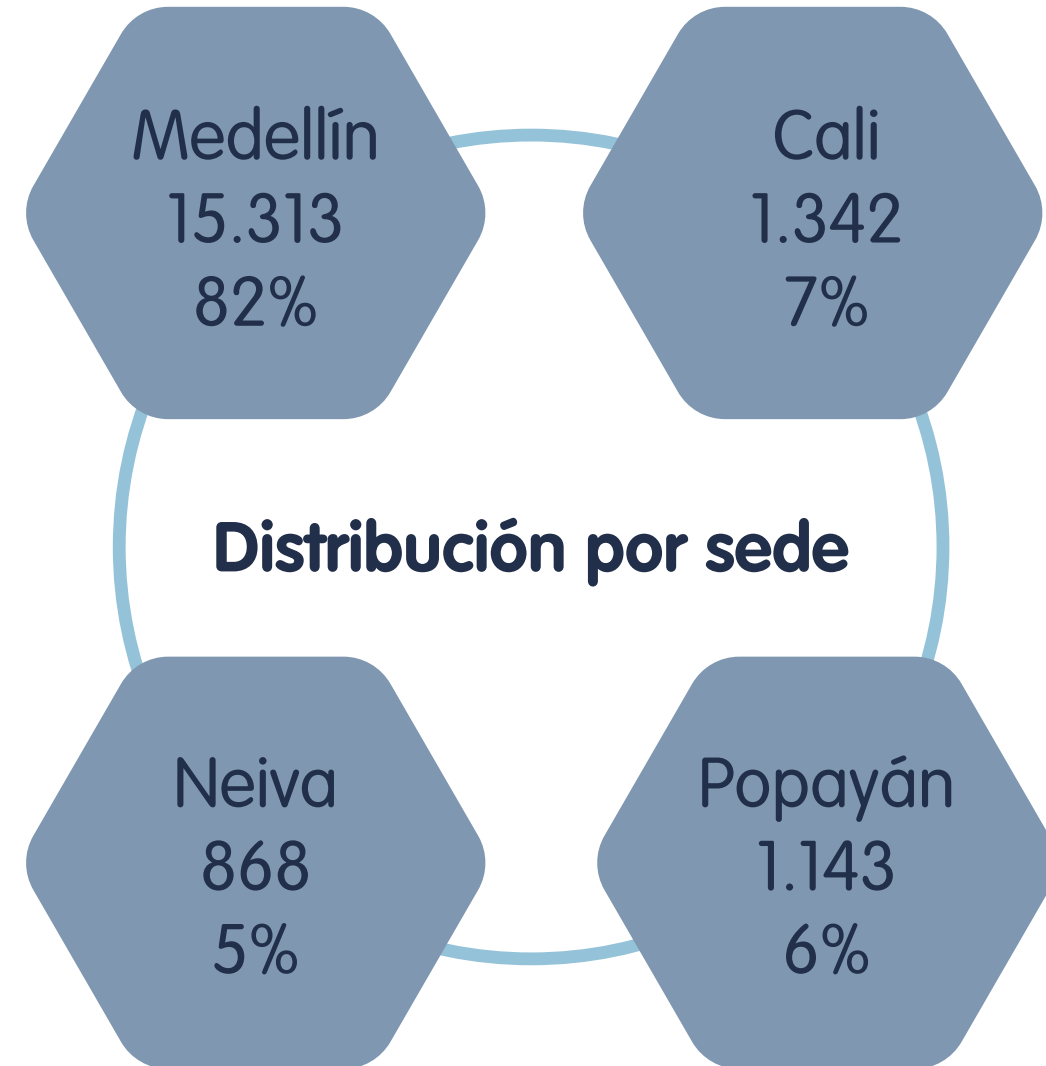 Medellín
15.313
82%
Cali
1.342
7%
Distribución por sede
Neiva
868
5%
Popayán
1.143
6%